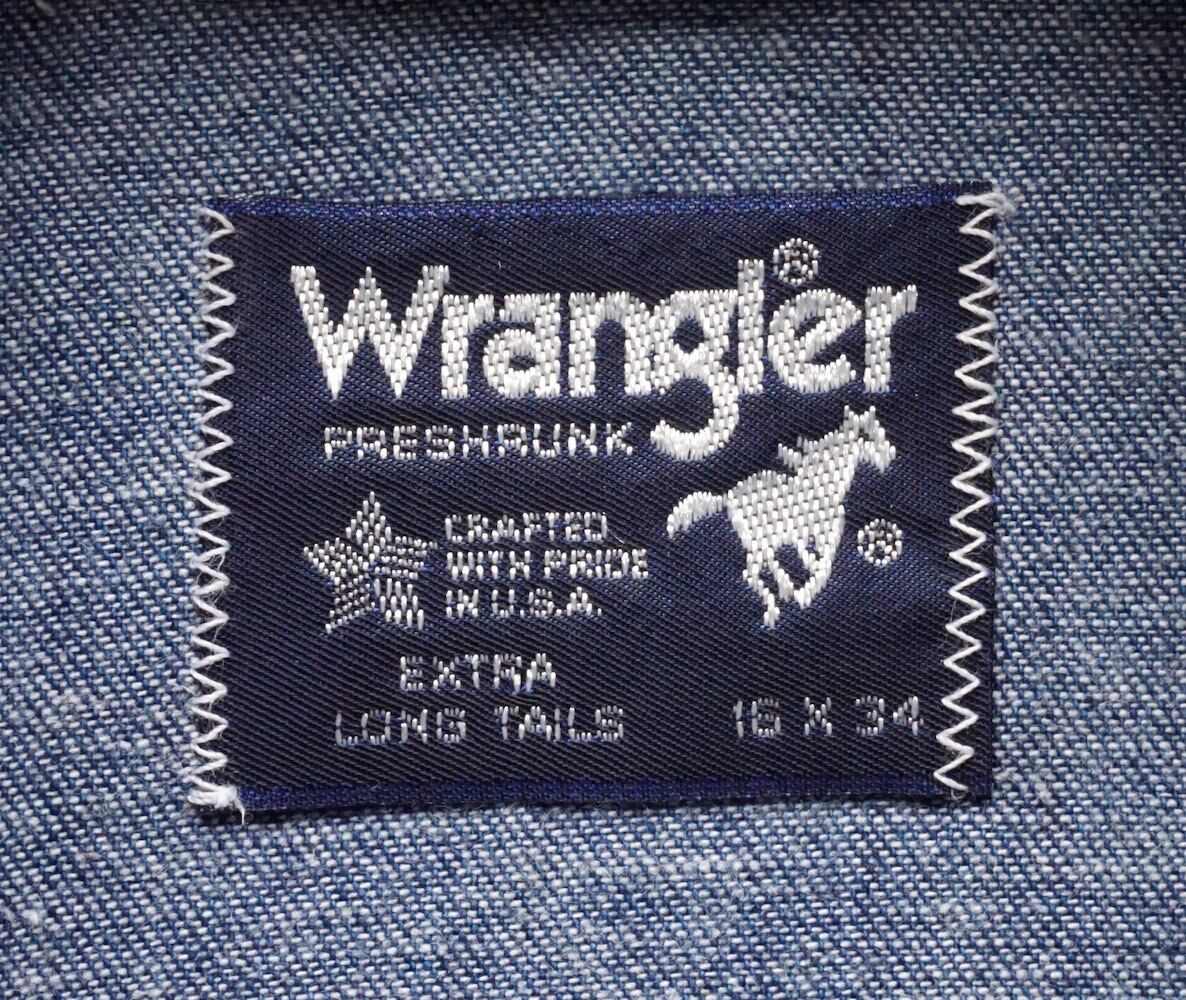 Wrangler®
PRESHRUNK
CRAFTED
WITH PRIDE
IN U.S.A.
®
EXTRA
LONG TAILS
16 X 34